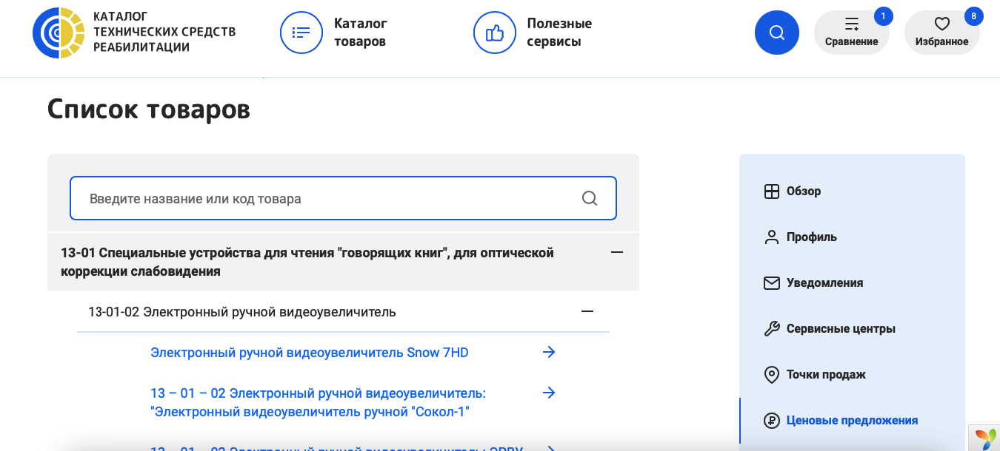 КАТАЛОГ
ТЕХНИЧЕСКИХ СРЕДСТВ
РЕАБИЛИТАЦИИ
Каталог
товаров
Полезные
сервисы
1
Сравнение
8
Избранное
Список товаров
Введите название или код товара
13-01 Специальные устройства для чтения "говорящих книг", для оптической
коррекции слабовидения
13-01-02 Электронный ручной видеоувеличитель
Электронный ручной видеоувеличитель Snow 7HD
13 – 01 – 02 Электронный ручной видеоувеличитель:
"Электронный видеоувеличитель ручной "Сокол-1"
13 – 01 – 02 Электронный ручной видеоувеличитель: ЭРВУ
Обзор
Профиль
Уведомления
Сервисные центры
Точки продаж
Ценовые предложения